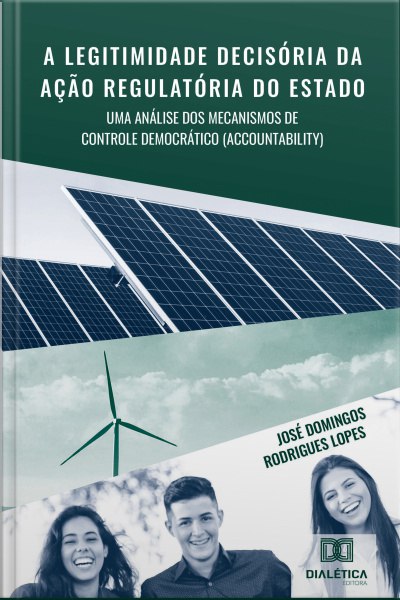 A LEGITIMIDADE DECISÓRIA DA
AÇÃO REGULATÓRIA DO ESTADO
UMA ANÁLISE DOS MECANISMOS DE
CONTROLE DEMOCRÁTICO (ACCOUNTABILITY)
JOSÉ DOMINGOS
RODRIGUES LOPES
DIALÉTICA
EDITORA